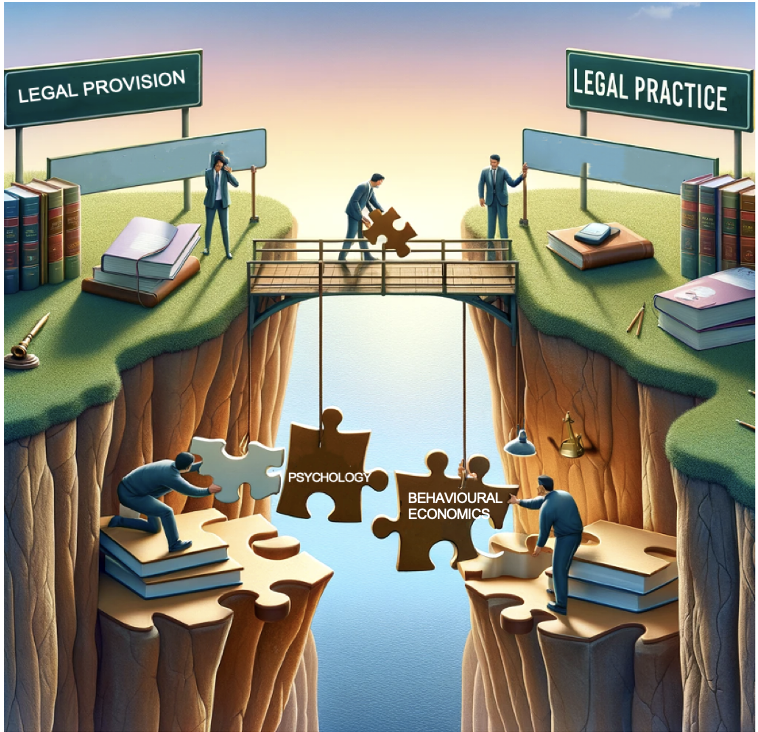 LEGAL PROVISION
LEGAL PRACTICE
PSYCHOLOGY
BEHAVIOURAL
ECONOMICS